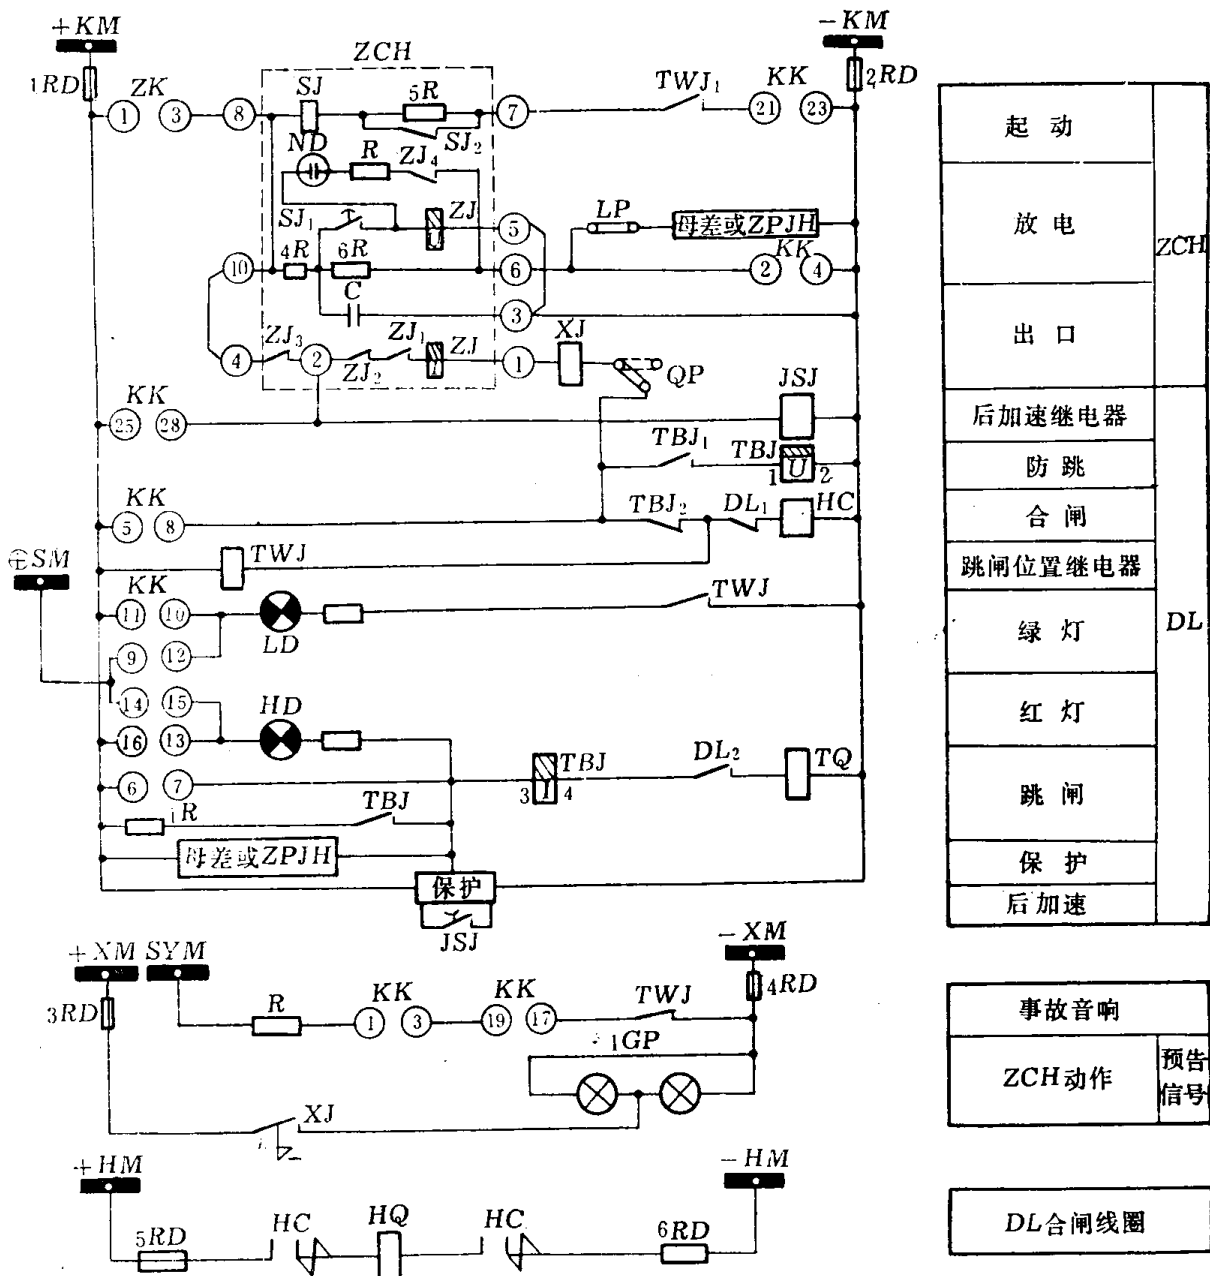 +KM
-KM
1RD
2RD
ZCH
ZK
SJ
5R
TWJ₁
KK
1 3 8 7 21 23
起动
ND
R
ZJ₄
SJ₂
SJ₁
ZJ
U
5
LP
母差或ZPJH
放电
ZCH
10
4R
6R
6
KK
2 4
C
3
出口
4
ZJ₃
2
ZJ₂
ZJ₁
I
ZJ
1
XJ
QP
JSJ
KK
25 28
后加速继电器
TBJ₁
TBJ
1 U 2
防跳
KK
5 8
TBJ₂
DL₁
HC
合闸
⊕SM
TWJ
跳闸位置继电器
KK
11 10
LD
TWJ
绿灯
DL
9 12
14 15
HD
红灯
16 13
6 7
3 I 4
TBJ
DL₂
TQ
跳闸
1R
TBJ
母差或ZPJH
保护
保护
JSJ
后加速
+XM
SYM
-XM
3RD
4RD
R
KK
1 3
KK
19 17
TWJ
事故音响
1GP
ZCH动作
预告
信号
XJ
+HM
-HM
5RD
HC
HQ
HC
6RD
DL合闸线圈